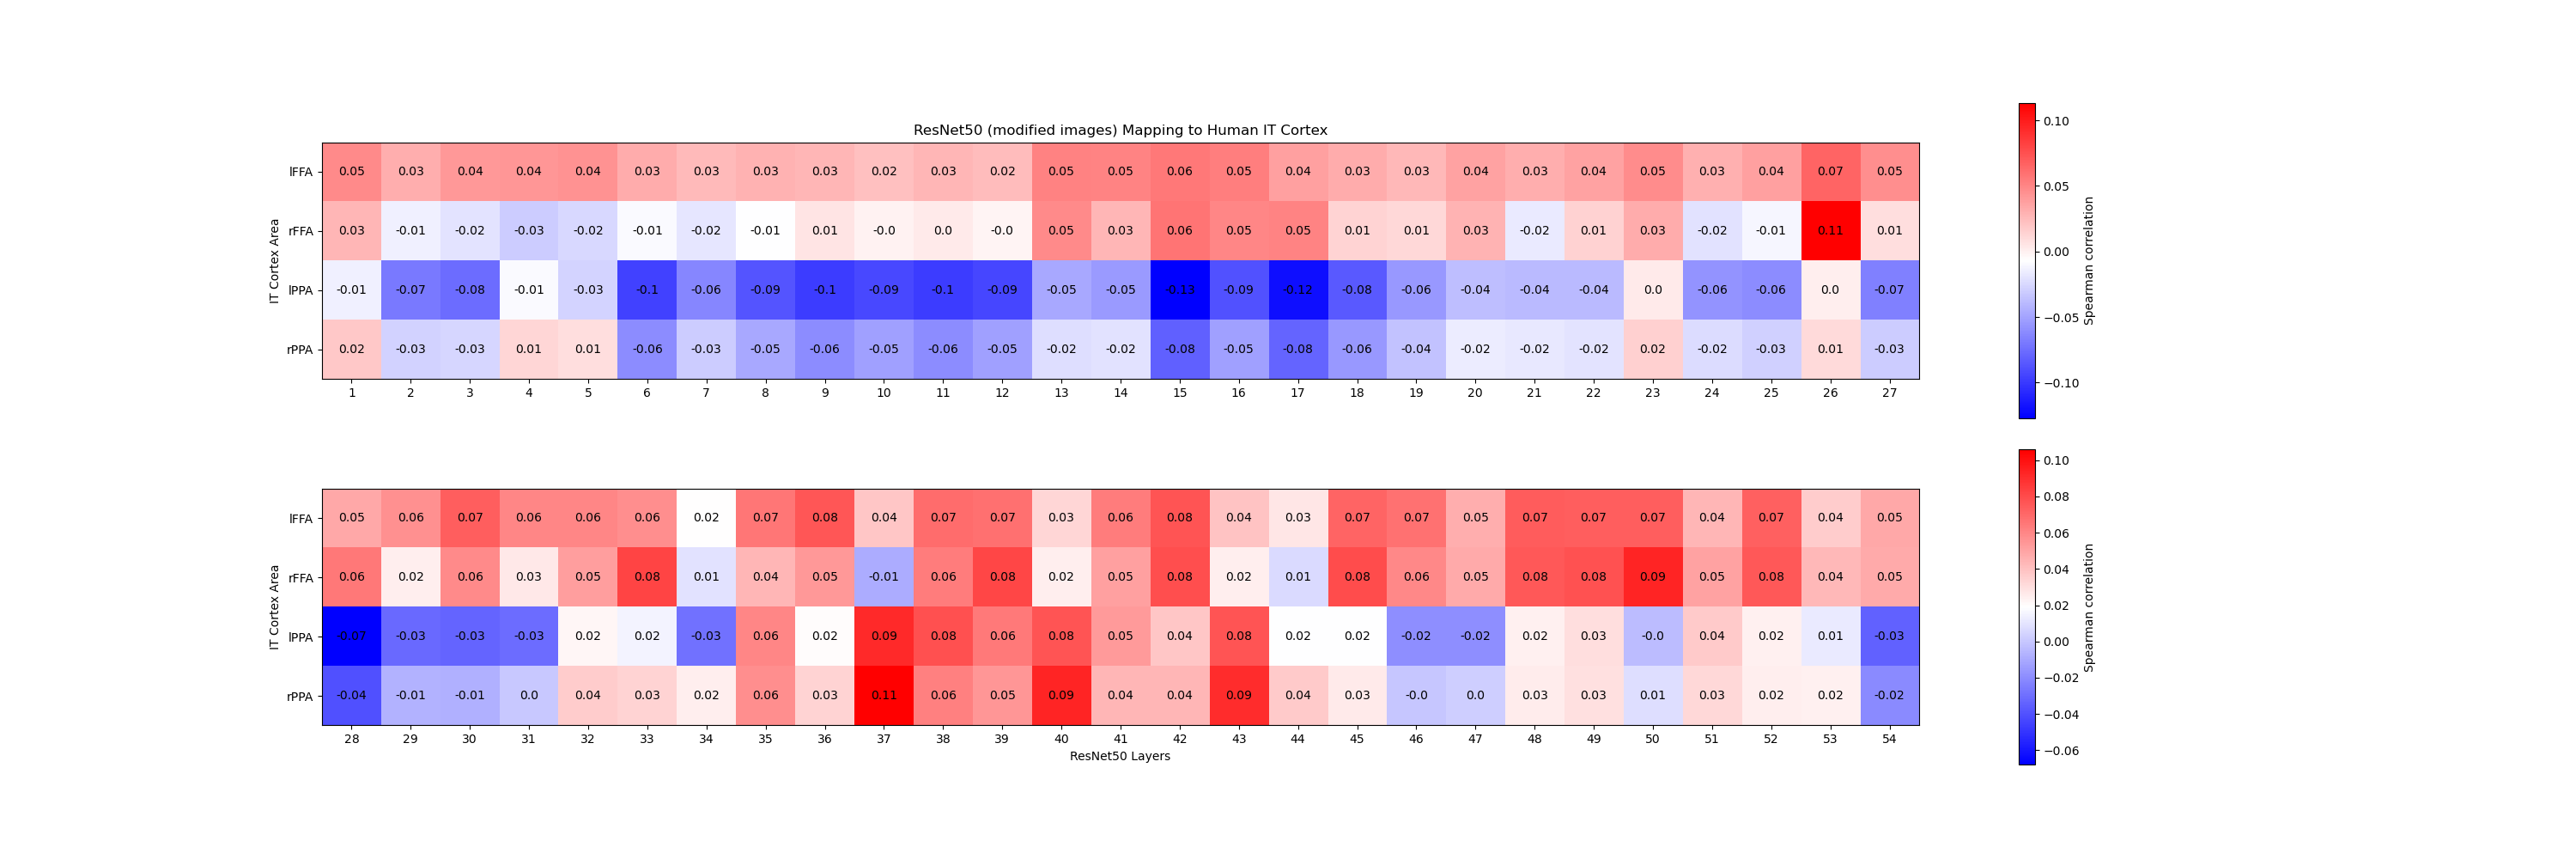 ResNet50 (modified images) Mapping to Human IT Cortex
IT Cortex Area
lFFA 0.05 0.03 0.04 0.04 0.04 0.03 0.03 0.03 0.03 0.02 0.03 0.02 0.05 0.05 0.06 0.05 0.04 0.03 0.03 0.04 0.03 0.04 0.05 0.03 0.04 0.07 0.05
rFFA 0.03 -0.01 -0.02 -0.03 -0.02 -0.01 -0.02 -0.01 0.01 -0.0 0.0 -0.0 0.05 0.03 0.06 0.05 0.05 0.01 0.01 0.03 -0.02 0.01 0.03 -0.02 -0.01 0.11 0.01
lPPA -0.01 -0.07 -0.08 -0.01 -0.03 -0.1 -0.06 -0.09 -0.1 -0.09 -0.1 -0.09 -0.05 -0.05 -0.13 -0.09 -0.12 -0.08 -0.06 -0.04 -0.04 -0.04 0.0 -0.06 -0.06 0.0 -0.07
rPPA 0.02 -0.03 -0.03 0.01 0.01 -0.06 -0.03 -0.05 -0.06 -0.05 -0.06 -0.05 -0.02 -0.02 -0.08 -0.05 -0.08 -0.06 -0.04 -0.02 -0.02 -0.02 0.02 -0.02 -0.03 0.01 -0.03
1 2 3 4 5 6 7 8 9 10 11 12 13 14 15 16 17 18 19 20 21 22 23 24 25 26 27
0.10
0.05
0.00
−0.05
−0.10
Spearman correlation
IT Cortex Area
lFFA 0.05 0.06 0.07 0.06 0.06 0.06 0.02 0.07 0.08 0.04 0.07 0.07 0.03 0.06 0.08 0.04 0.03 0.07 0.07 0.05 0.07 0.07 0.07 0.04 0.07 0.04 0.05
rFFA 0.06 0.02 0.06 0.03 0.05 0.08 0.01 0.04 0.05 -0.01 0.06 0.08 0.02 0.05 0.08 0.02 0.01 0.08 0.06 0.05 0.08 0.08 0.09 0.05 0.08 0.04 0.05
lPPA -0.07 -0.03 -0.03 -0.03 0.02 0.02 -0.03 0.06 0.02 0.09 0.08 0.06 0.08 0.05 0.04 0.08 0.02 0.02 -0.02 -0.02 0.02 0.03 -0.0 0.04 0.02 0.01 -0.03
rPPA -0.04 -0.01 -0.01 0.0 0.04 0.03 0.02 0.06 0.03 0.11 0.06 0.05 0.09 0.04 0.04 0.09 0.04 0.03 -0.0 0.0 0.03 0.03 0.01 0.03 0.02 0.02 -0.02
28 29 30 31 32 33 34 35 36 37 38 39 40 41 42 43 44 45 46 47 48 49 50 51 52 53 54
ResNet50 Layers
0.10
0.08
0.06
0.04
0.02
0.00
−0.02
−0.04
−0.06
Spearman correlation